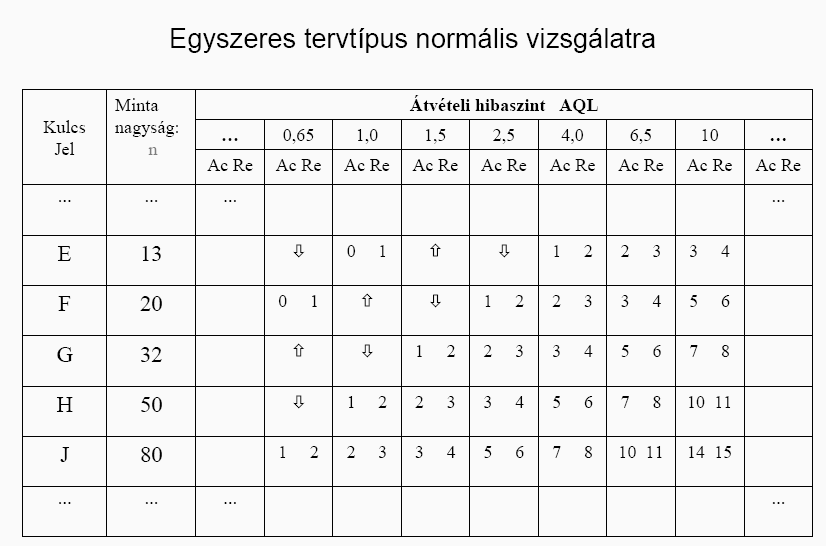 Egyszeres tervtípus normális vizsgálatra
Kulcs Jel Minta nagyság: n Átvételi hibaszint AQL
... 0,65 1,0 1,5 2,5 4,0 6,5 10 ...
Ac Re Ac Re Ac Re Ac Re Ac Re Ac Re Ac Re Ac Re Ac Re
... ... ... ...
E 13 ⇩ 0 1 ⇧ ⇩ 1 2 2 3 3 4
F 20 0 1 ⇧ ⇩ 1 2 2 3 3 4 5 6
G 32 ⇧ ⇩ 1 2 2 3 3 4 5 6 7 8
H 50 ⇩ 1 2 2 3 3 4 5 6 7 8 10 11
J 80 1 2 2 3 3 4 5 6 7 8 10 11 14 15
... ... ... ...